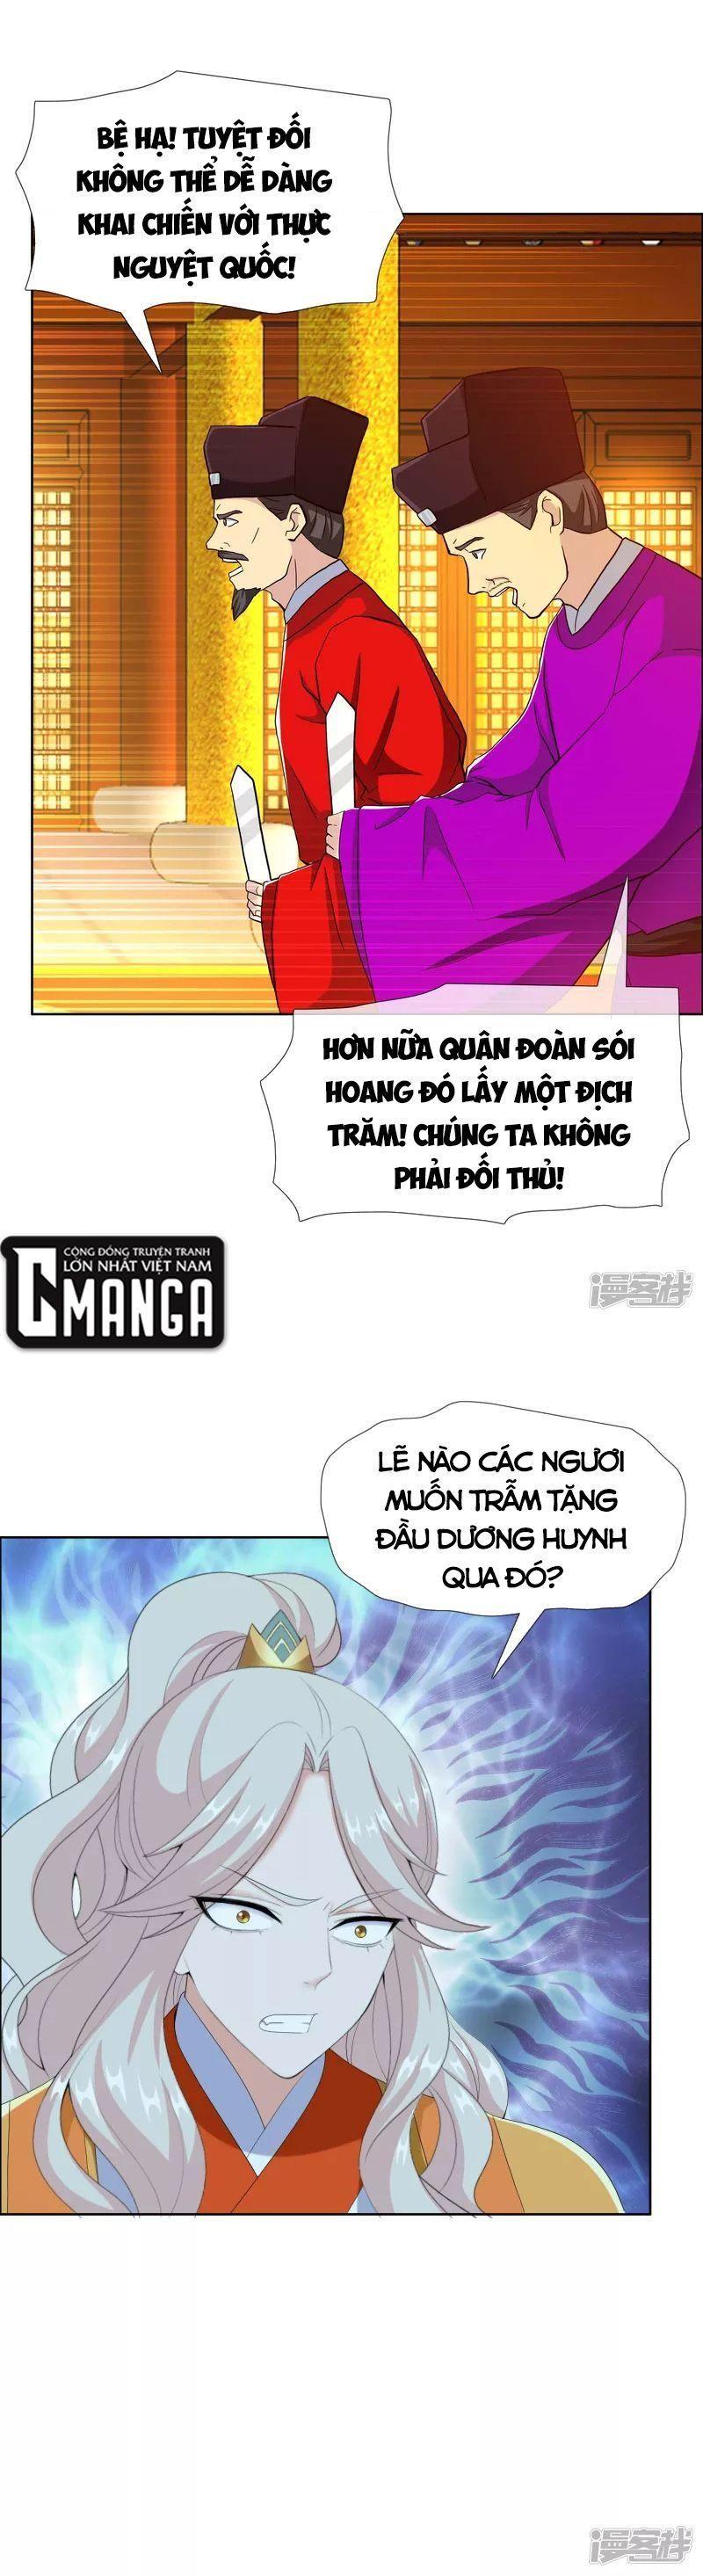 BỆ HẠ! TUYỆT ĐỐI
KHÔNG THỂ DỄ DÀNG
KHAI CHIẾN VỚI THỰC
NGUYỆT QUỐC!
HƠN NỮA QUÂN ĐOÀN SÓI
HOANG ĐÓ LẤY MỘT ĐỊCH
TRĂM! CHÚNG TA KHÔNG
PHẢI ĐỐI THỦ!
CỘNG ĐỒNG TRUYỆN TRANH
LỚN NHẤT VIỆT NAM
CMANGA
漫客栈
LẼ NÀO CÁC NGƯƠI
MUỐN TRẪM TẶNG
ĐẦU DƯƠNG HUYNH
QUA ĐÓ?
漫客栈